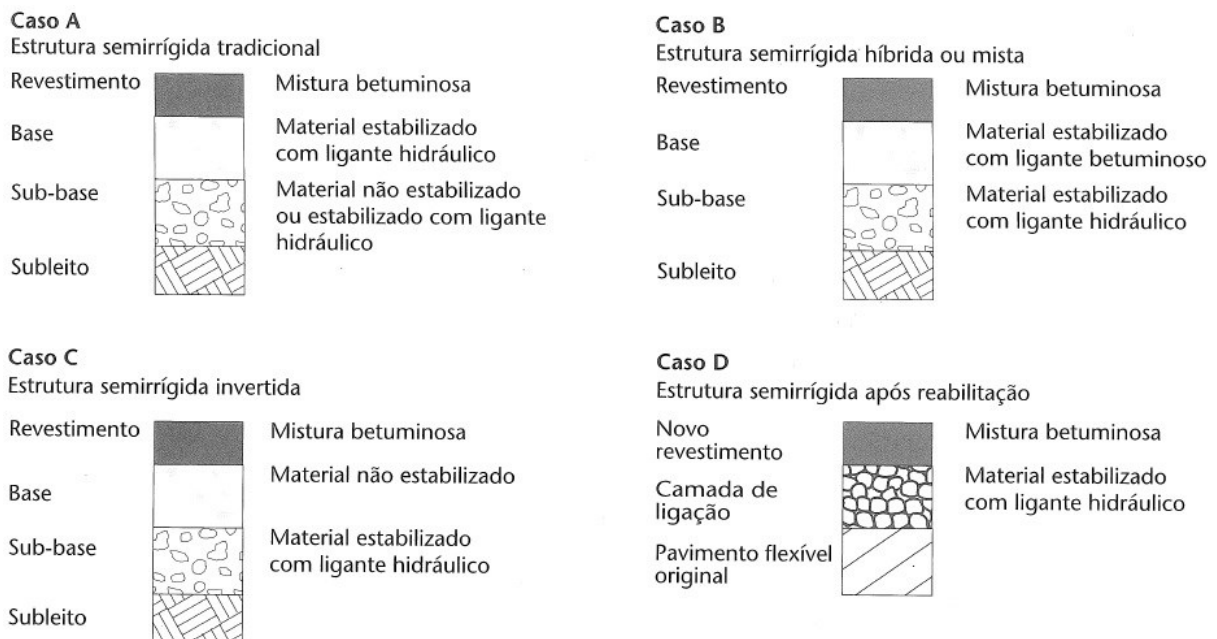 Caso A
Estrutura semirrígida tradicional
Revestimento
Mistura betuminosa
Base
Material estabilizado
com ligante hidráulico
Sub-base
Material não estabilizado
ou estabilizado com ligante
hidráulico
Subleito
Caso B
Estrutura semirrígida híbrida ou mista
Revestimento
Mistura betuminosa
Base
Material estabilizado
com ligante betuminoso
Sub-base
Material estabilizado
com ligante hidráulico
Subleito
Caso C
Estrutura semirrígida invertida
Revestimento
Mistura betuminosa
Base
Material não estabilizado
Sub-base
Material estabilizado
com ligante hidráulico
Subleito
Caso D
Estrutura semirrígida após reabilitação
Novo
revestimento
Mistura betuminosa
Camada de
ligação
Material estabilizado
com ligante hidráulico
Pavimento flexível
original